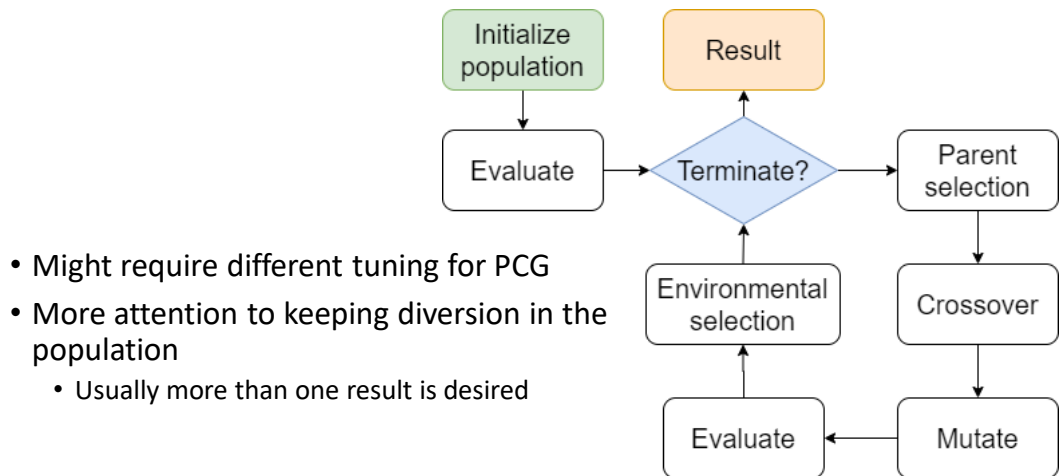 Initialize
population
Result
Evaluate
Terminate?
Parent
selection
• Might require different tuning for PCG
• More attention to keeping diversion in the
population
• Usually more than one result is desired
Environmental
selection
Crossover
Evaluate
Mutate